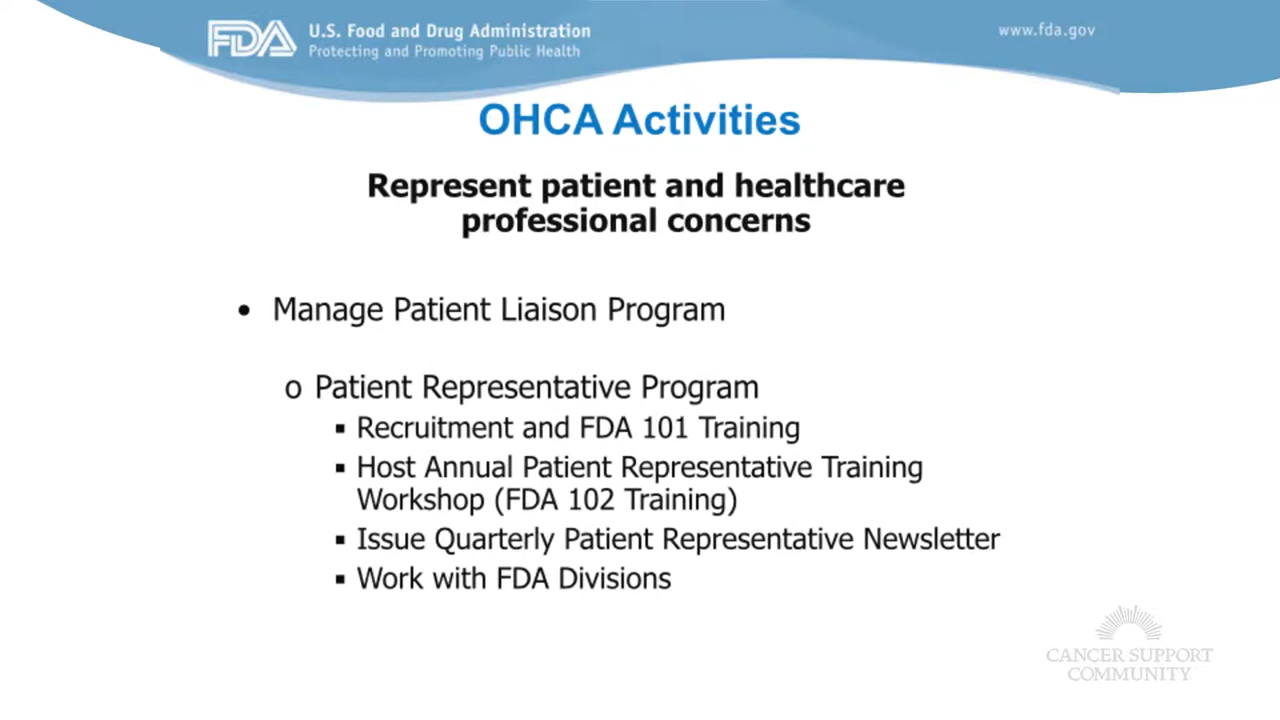 FDA
U.S. Food and Drug Administration
Protecting and Promoting Public Health
www.fda.gov
OHCA Activities
Represent patient and healthcare
professional concerns
• Manage Patient Liaison Program
o Patient Representative Program
▪ Recruitment and FDA 101 Training
▪ Host Annual Patient Representative Training
Workshop (FDA 102 Training)
▪ Issue Quarterly Patient Representative Newsletter
▪ Work with FDA Divisions
CANCER SUPPORT
COMMUNITY